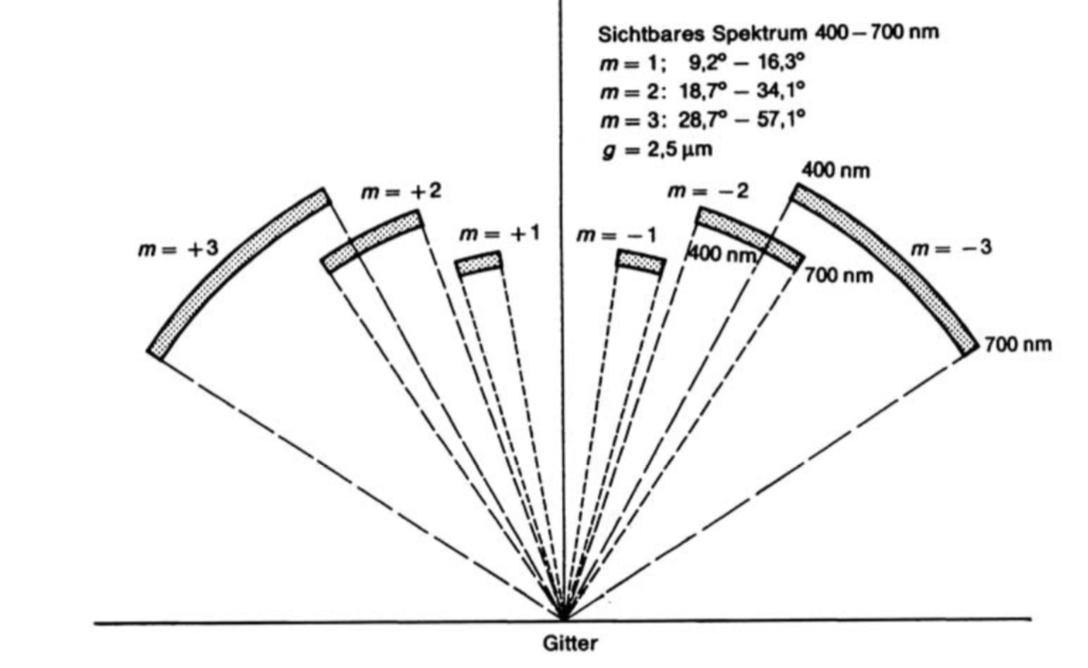 Sichtbares Spektrum 400–700 nm
m = 1; 9,2° – 16,3°
m = 2: 18,7° – 34,1°
m = 3: 28,7° – 57,1°
g = 2,5 μm
400 nm
m = +2
m = −2
m = +3
m = +1
m = −1
m = −3
400 nm
700 nm
700 nm
Gitter